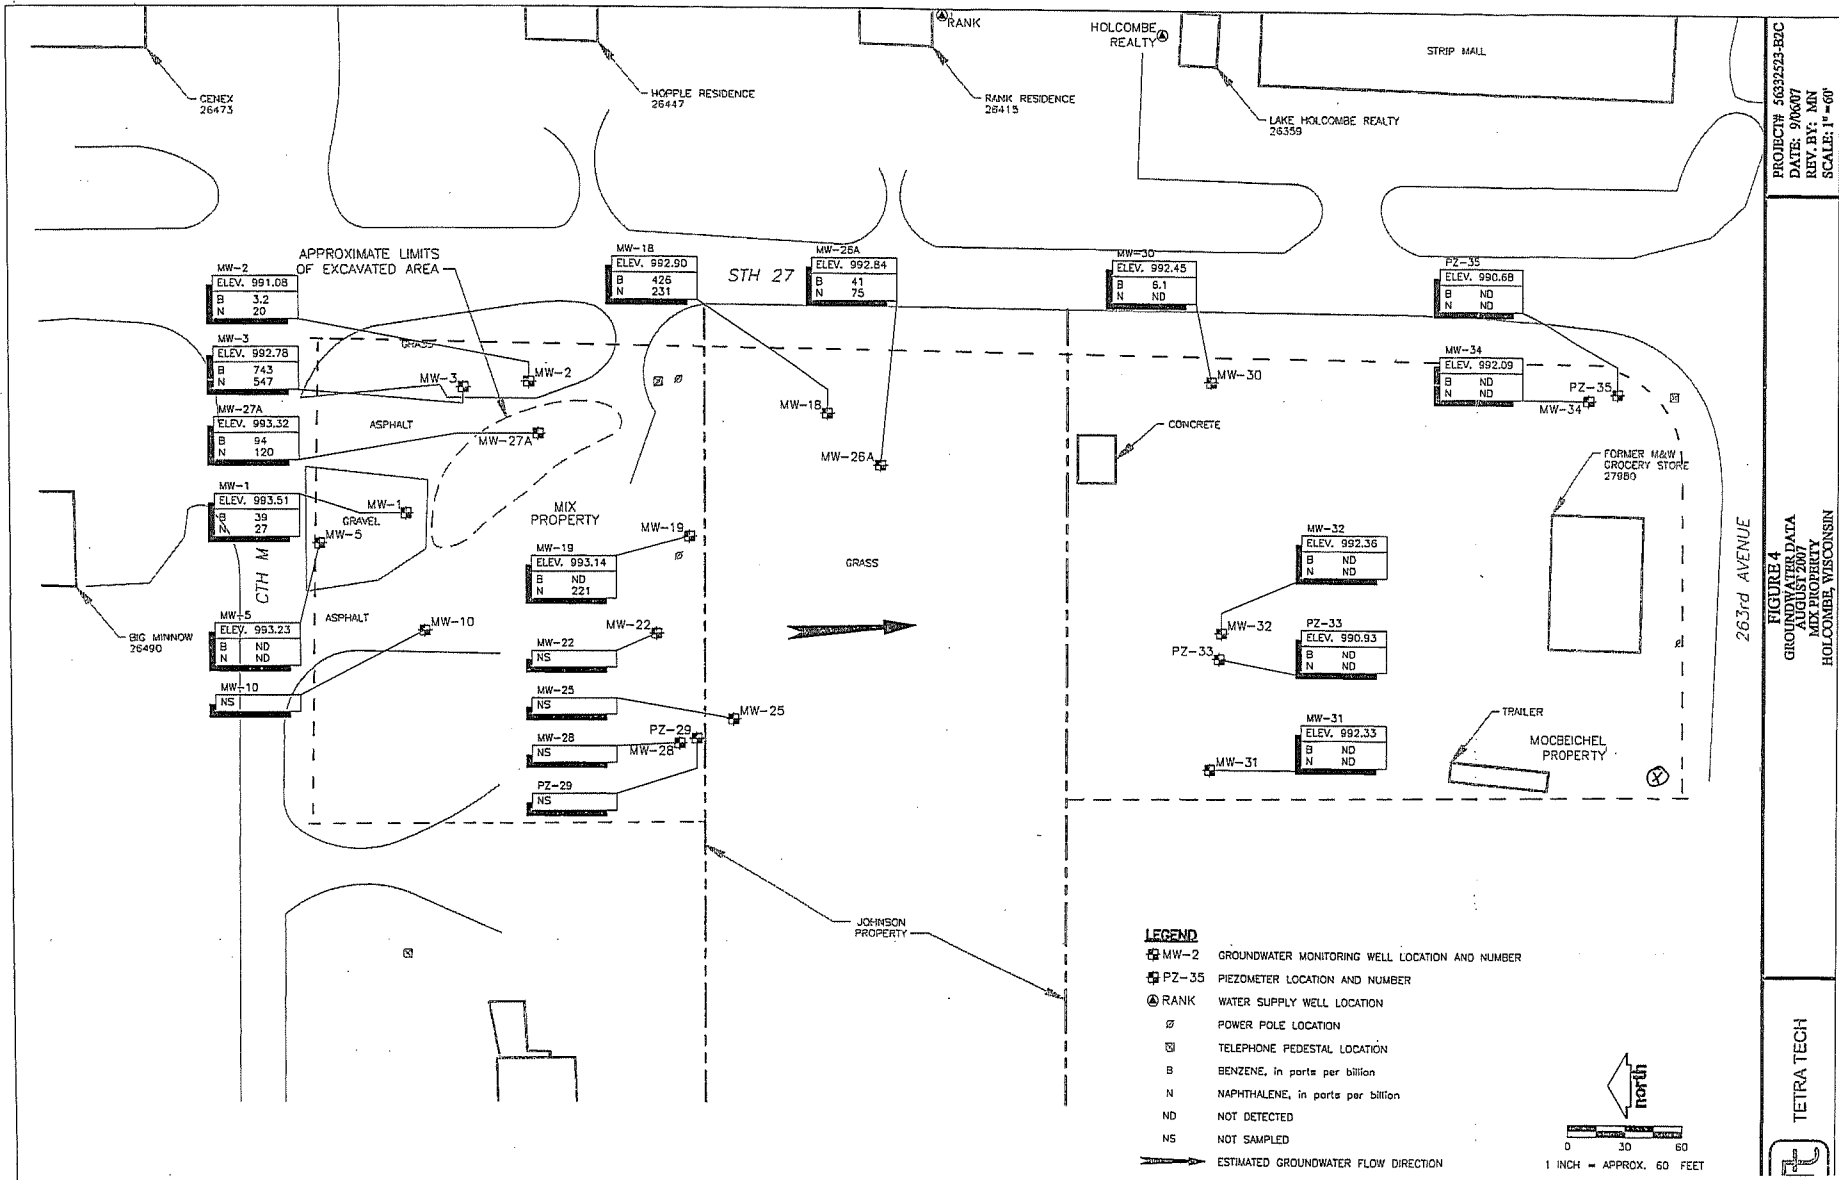 RANK
HOLCOMBE
REALTY
STRIP MALL
GENEX
26473
HOPPLE RESIDENCE
26447
RANK RESIDENCE
26415
LAKE HOLCOMBE REALTY
26359
PROJECT# 56332523-B2C
DATE: 9/06/07
REV. BY: MN
SCALE: 1"=60'
APPROXIMATE LIMITS
OF EXCAVATED AREA
STH 27
MW-2
ELEV. 991.08
B 3.2
N 20
MW-18
ELEV. 992.90
B 426
N 231
MW-26A
ELEV. 992.84
B 41
N 75
MW-30
ELEV. 992.45
B 6.1
N ND
PZ-35
ELEV. 990.68
B ND
N ND
MW-3
ELEV. 992.78
B 743
N 547
MW-34
ELEV. 992.09
B ND
N ND
MW-27A
ELEV. 993.32
B 94
N 120
MW-1
ELEV. 993.51
B 39
N 27
MW-5
ELEV. 993.23
B ND
N ND
MW-10
NS
GRASS
MW-3
MW-2
ASPHALT
MW-27A
MW-1
GRAVEL
MW-5
CTH M
ASPHALT
MW-10
BIG MINNOW
26490
MIX
PROPERTY
MW-18
MW-26A
MW-19
MW-19
ELEV. 993.14
B ND
N 221
MW-22
MW-22
NS
MW-25
NS
MW-25
MW-28
NS
PZ-29
MW-28
PZ-29
NS
GRASS
MW-30
CONCRETE
PZ-35
MW-34
FORMER M&W
GROCERY STORE
27980
MW-32
ELEV. 992.36
B ND
N ND
MW-32
PZ-33
ELEV. 990.93
B ND
N ND
PZ-33
MW-31
ELEV. 992.33
B ND
N ND
MW-31
TRAILER
MOCBEICHEL
PROPERTY
X
263rd AVENUE
FIGURE 4
GROUNDWATER DATA
AUGUST 2007
MIX PROPERTY
HOLCOMBE, WISCONSIN
JOHNSON
PROPERTY
LEGEND
MW-2 GROUNDWATER MONITORING WELL LOCATION AND NUMBER
PZ-35 PIEZOMETER LOCATION AND NUMBER
RANK WATER SUPPLY WELL LOCATION
POWER POLE LOCATION
TELEPHONE PEDESTAL LOCATION
B BENZENE, in parts per billion
N NAPHTHALENE, in parts per billion
ND NOT DETECTED
NS NOT SAMPLED
ESTIMATED GROUNDWATER FLOW DIRECTION
north
0 30 60
1 INCH = APPROX. 60 FEET
TETRA TECH